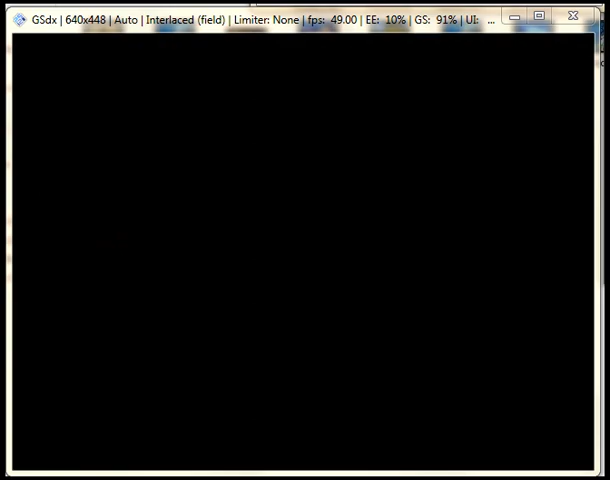 GSdx | 640x448 | Auto | Interlaced (field) | Limiter: None | fps: 49.00 | EE: 10% | GS: 91% | UI: ...